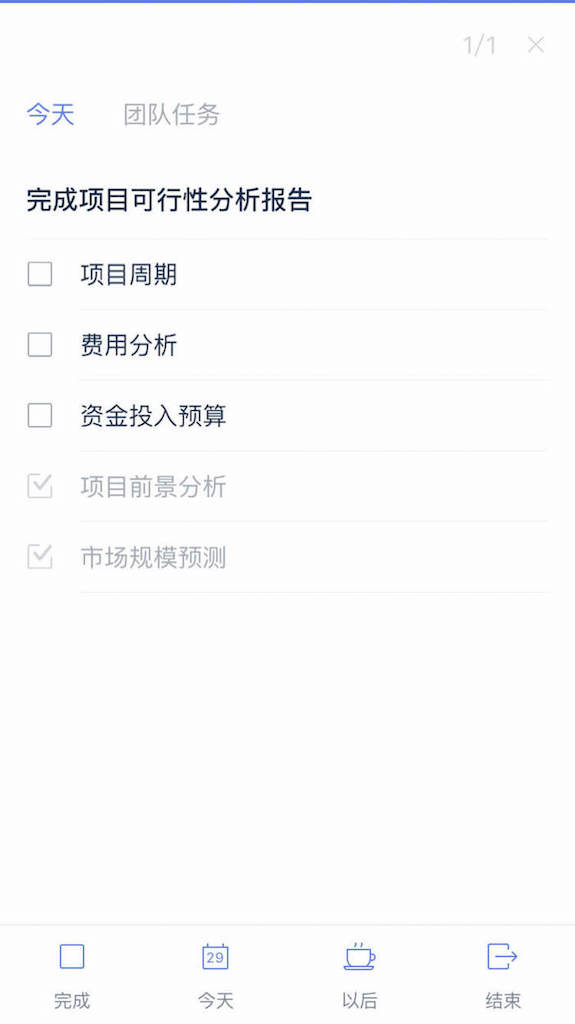 1/1
今天 团队任务
完成项目可行性分析报告
项目周期
费用分析
资金投入预算
项目前景分析
市场规模预测
29
完成 今天 以后 结束